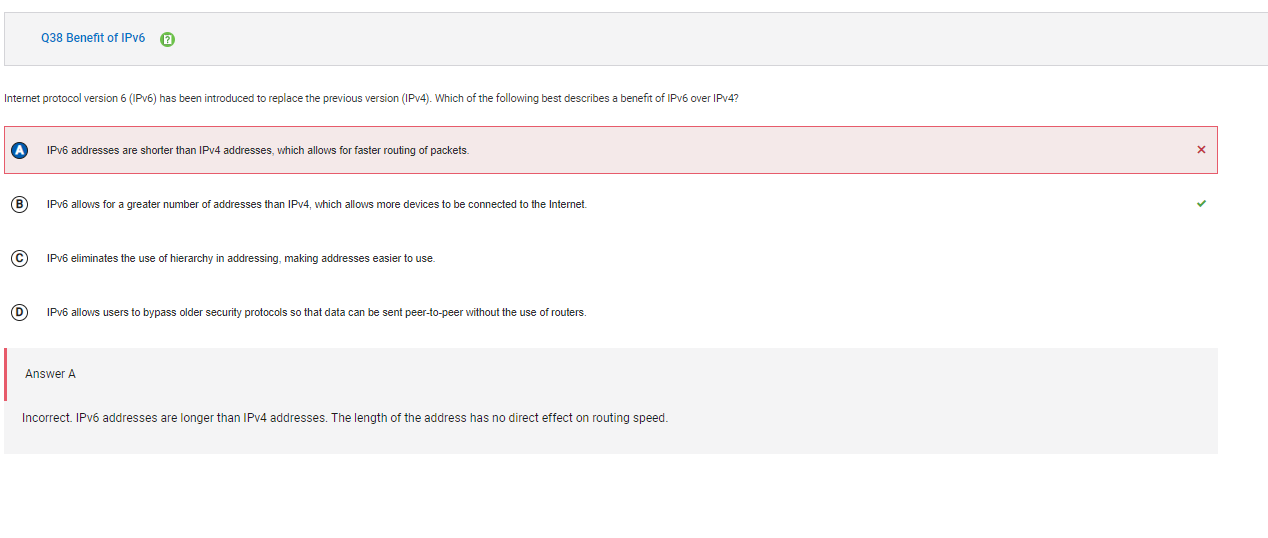 Q38 Benefit of IPv6
Internet protocol version 6 (IPv6) has been introduced to replace the previous version (IPv4). Which of the following best describes a benefit of IPv6 over IPv4?
A IPv6 addresses are shorter than IPv4 addresses, which allows for faster routing of packets.
B IPv6 allows for a greater number of addresses than IPv4, which allows more devices to be connected to the Internet.
C IPv6 eliminates the use of hierarchy in addressing, making addresses easier to use.
D IPv6 allows users to bypass older security protocols so that data can be sent peer-to-peer without the use of routers.
Answer A
Incorrect. IPv6 addresses are longer than IPv4 addresses. The length of the address has no direct effect on routing speed.